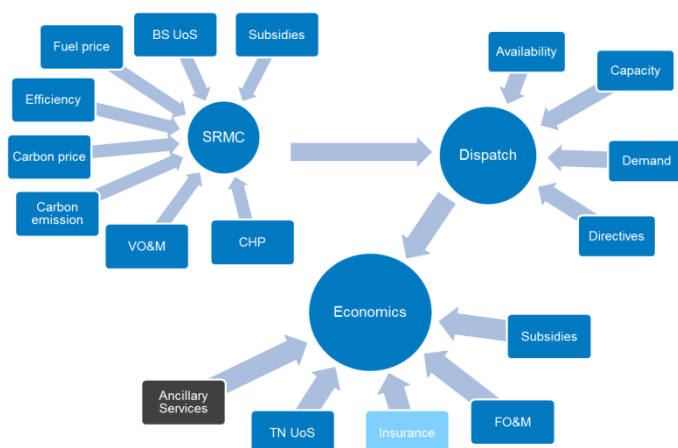 BS UoS
Subsidies
Fuel price
Availability
Capacity
Efficiency
SRMC
Carbon price
Dispatch
Demand
Carbon
emission
VO&M
CHP
Directives
Economics
Subsidies
Ancillary
Services
TN UoS
Insurance
FO&M